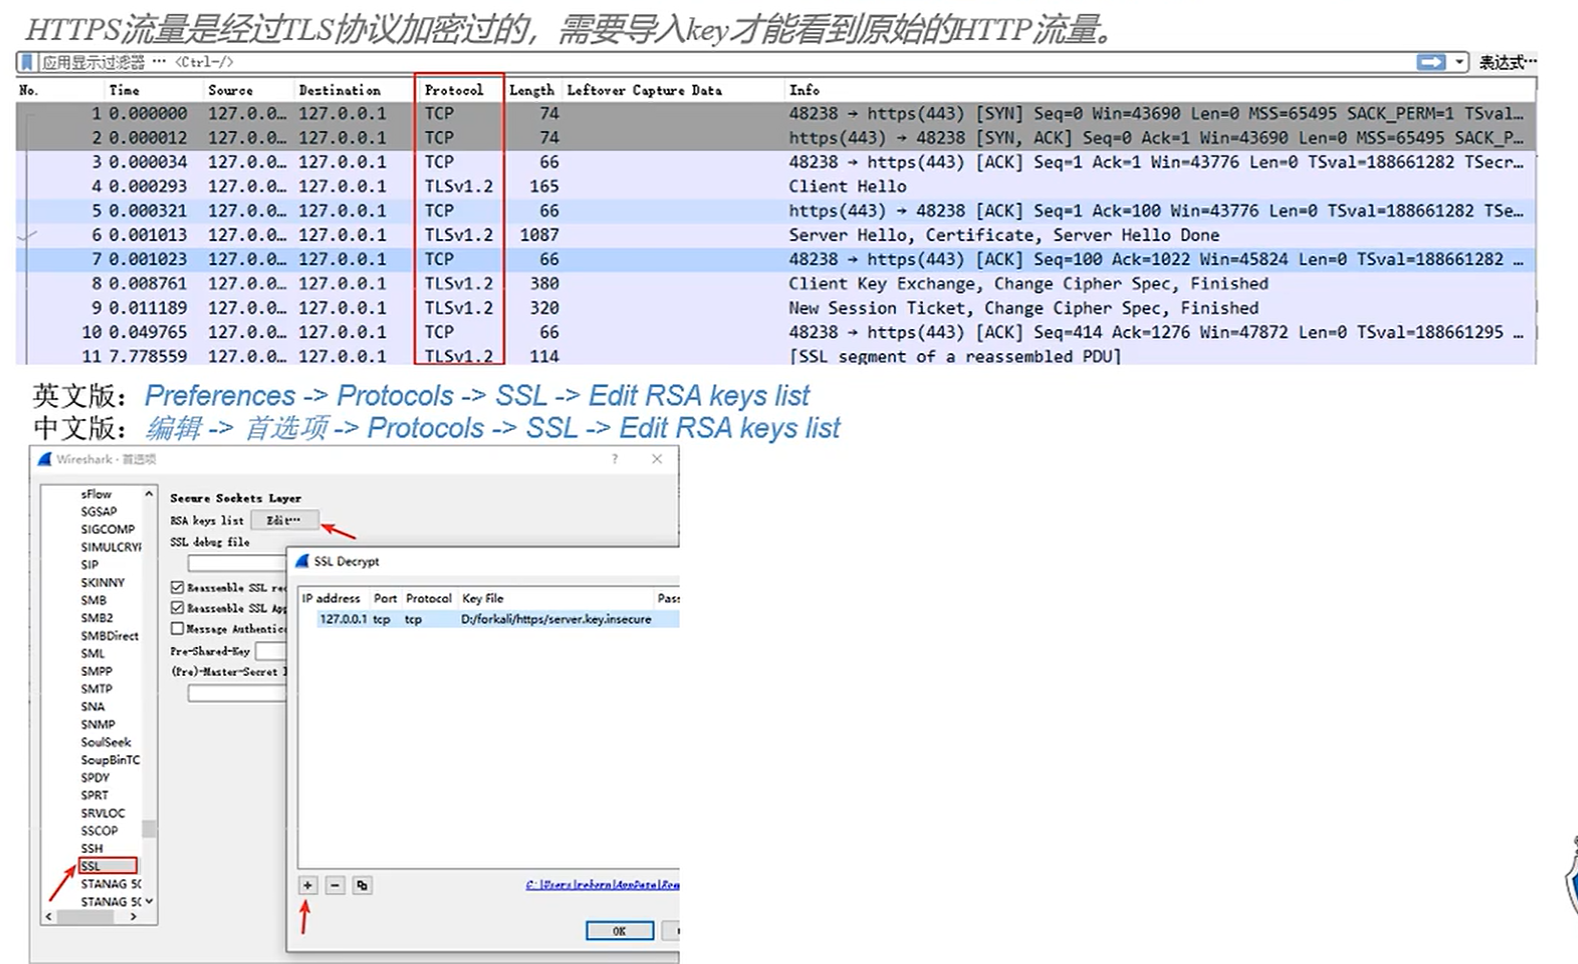 HTTPS流量是经过TLS协议加密过的，需要导入key才能看到原始的HTTP流量。
应用显示过滤器 … <Ctrl-/> 表达式…
No. Time Source Destination Protocol Length Leftover Capture Data Info
1 0.000000 127.0.0… 127.0.0.1 TCP 74 48238 → https(443) [SYN] Seq=0 Win=43690 Len=0 MSS=65495 SACK_PERM=1 TSval…
2 0.000012 127.0.0… 127.0.0.1 TCP 74 https(443) → 48238 [SYN, ACK] Seq=0 Ack=1 Win=43690 Len=0 MSS=65495 SACK_P…
3 0.000034 127.0.0… 127.0.0.1 TCP 66 48238 → https(443) [ACK] Seq=1 Ack=1 Win=43776 Len=0 TSval=188661282 TSecr…
4 0.000293 127.0.0… 127.0.0.1 TLSv1.2 165 Client Hello
5 0.000321 127.0.0… 127.0.0.1 TCP 66 https(443) → 48238 [ACK] Seq=1 Ack=100 Win=43776 Len=0 TSval=188661282 TSe…
6 0.001013 127.0.0… 127.0.0.1 TLSv1.2 1087 Server Hello, Certificate, Server Hello Done
7 0.001023 127.0.0… 127.0.0.1 TCP 66 48238 → https(443) [ACK] Seq=100 Ack=1022 Win=45824 Len=0 TSval=188661282 …
8 0.008761 127.0.0… 127.0.0.1 TLSv1.2 380 Client Key Exchange, Change Cipher Spec, Finished
9 0.011189 127.0.0… 127.0.0.1 TLSv1.2 320 New Session Ticket, Change Cipher Spec, Finished
10 0.049765 127.0.0… 127.0.0.1 TCP 66 48238 → https(443) [ACK] Seq=414 Ack=1276 Win=47872 Len=0 TSval=188661295 …
11 7.778559 127.0.0… 127.0.0.1 TLSv1.2 114 [SSL segment of a reassembled PDU]
英文版：Preferences -> Protocols -> SSL -> Edit RSA keys list
中文版：编辑 -> 首选项 -> Protocols -> SSL -> Edit RSA keys list
Wireshark - 首选项
sFlow
SGSAP
SIGCOMP
SIMULCRYP
SIP
SKINNY
SMB
SMB2
SMBDirect
SML
SMPP
SMTP
SNA
SNMP
SoulSeek
SoupBinTC
SPDY
SPRT
SRVLOC
SSCOP
SSH
SSL
STANAG 50
STANAG 50
Secure Sockets Layer
RSA keys list Edit…
SSL debug file
Reassemble SSL rec
Reassemble SSL App
Message Authentic
Pre-Shared-Key
(Pre)-Master-Secret l
SSL Decrypt
IP address Port Protocol Key File Pass
127.0.0.1 tcp tcp D:/forkali/https/server.key.insecure
OK